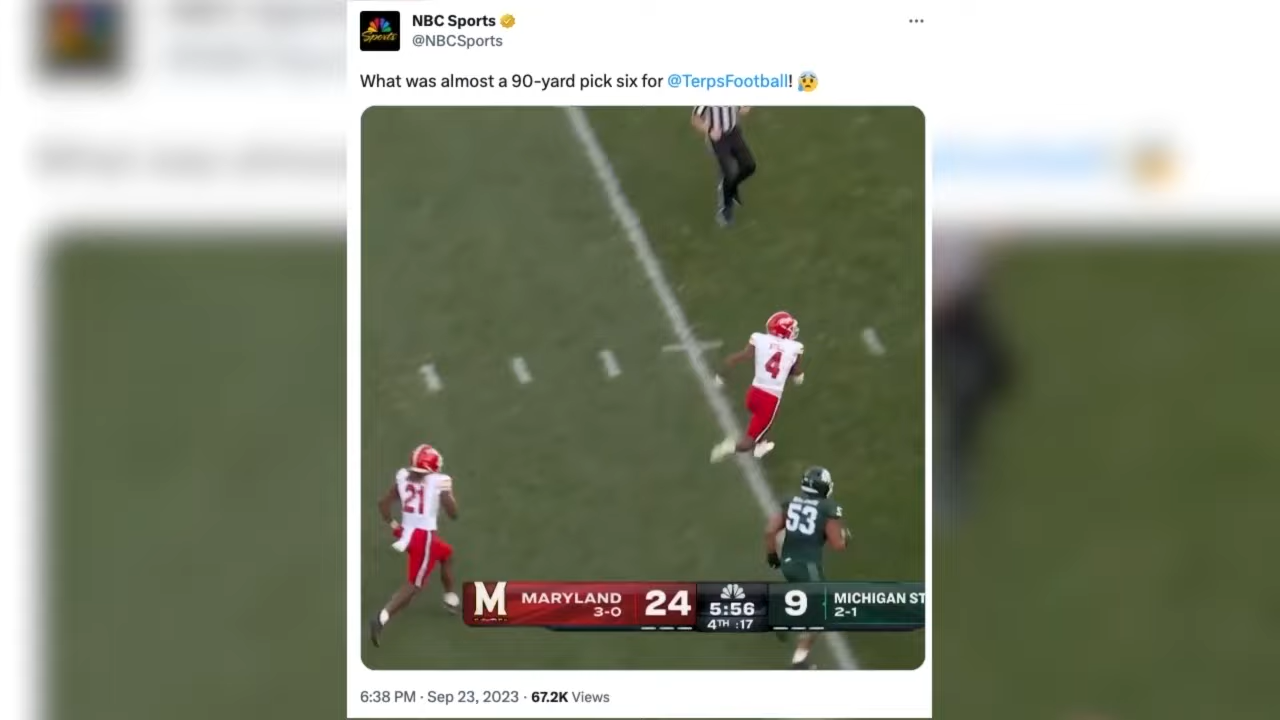 NBC Sports
@NBCSports
Sports
What was almost a 90-yard pick six for @TerpsFootball! 😰
4
21
53
M MARYLAND 3-0 24 5:56 4TH :17 9 MICHIGAN ST 2-1
6:38 PM · Sep 23, 2023 · 67.2K Views